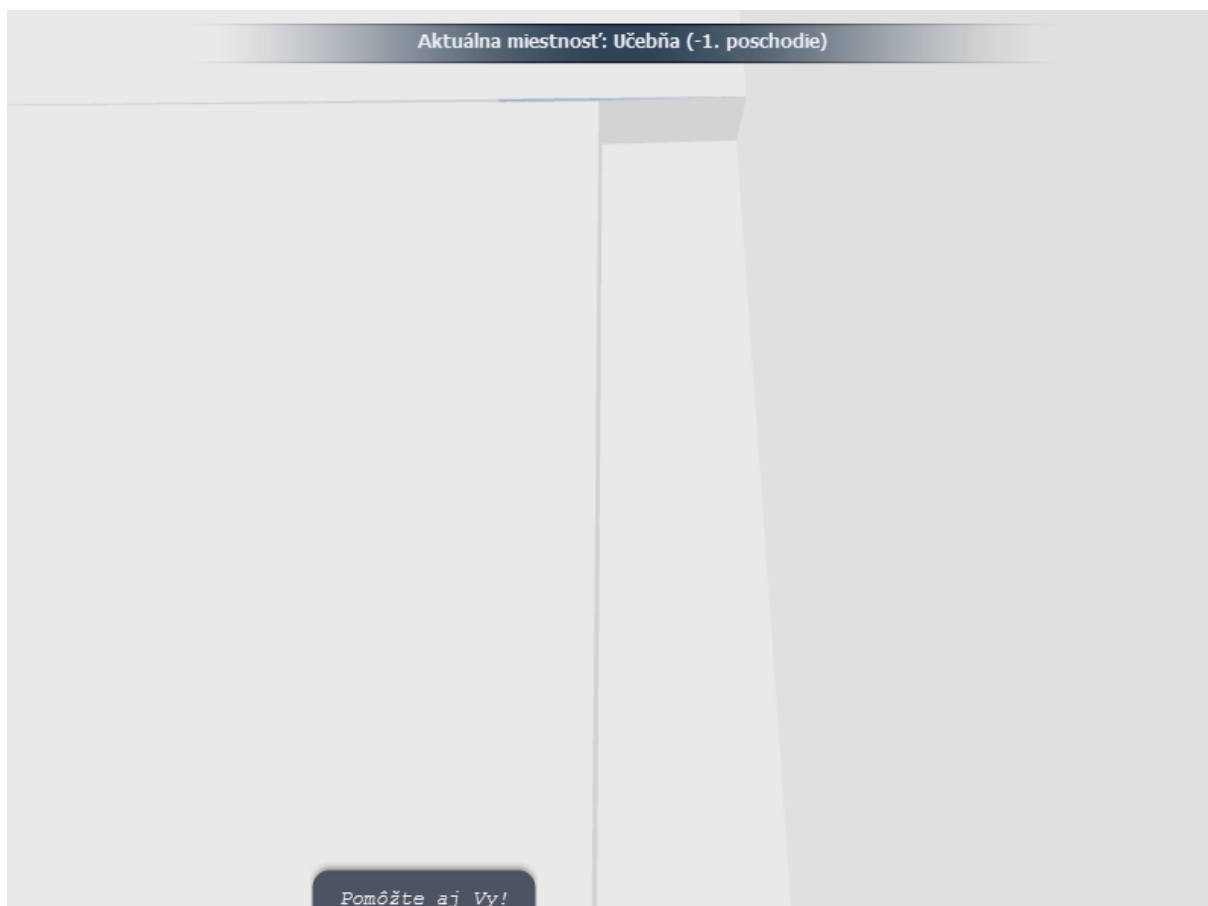 Aktuálna miestnosť: Učebňa (-1. poschodie)
Pomôžte aj Vy!